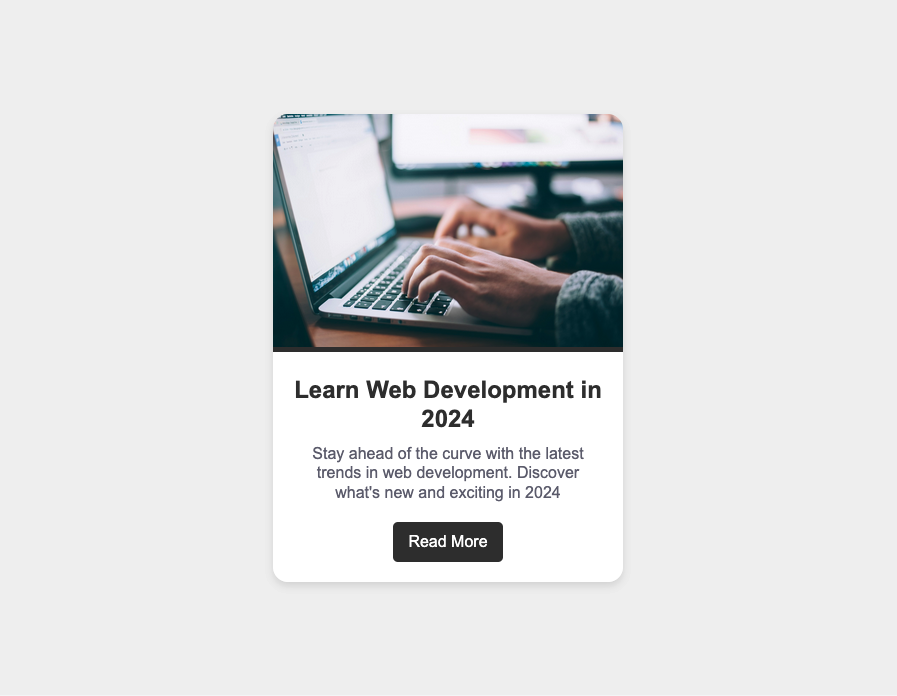 Learn Web Development in
2024
Stay ahead of the curve with the latest
trends in web development. Discover
what's new and exciting in 2024
Read More